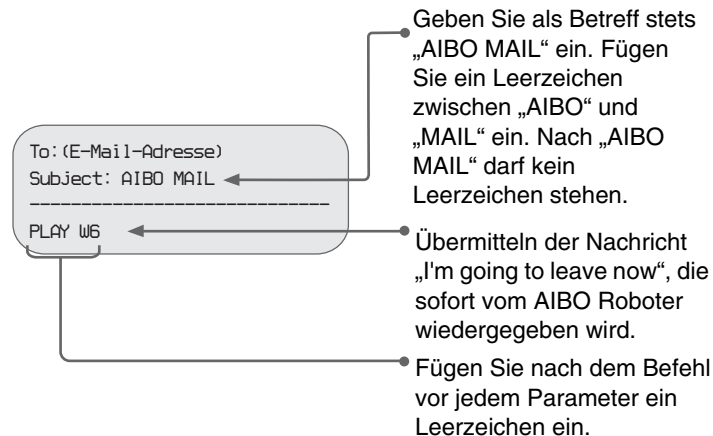 Geben Sie als Betreff stets
„AIBO MAIL“ ein. Fügen
Sie ein Leerzeichen
zwischen „AIBO“ und
„MAIL“ ein. Nach „AIBO
MAIL“ darf kein
Leerzeichen stehen.
To:(E-Mail-Adresse)
Subject: AIBO MAIL
------------------------------
PLAY W6
Übermitteln der Nachricht
„I'm going to leave now“, die
sofort vom AIBO Roboter
wiedergegeben wird.
Fügen Sie nach dem Befehl
vor jedem Parameter ein
Leerzeichen ein.